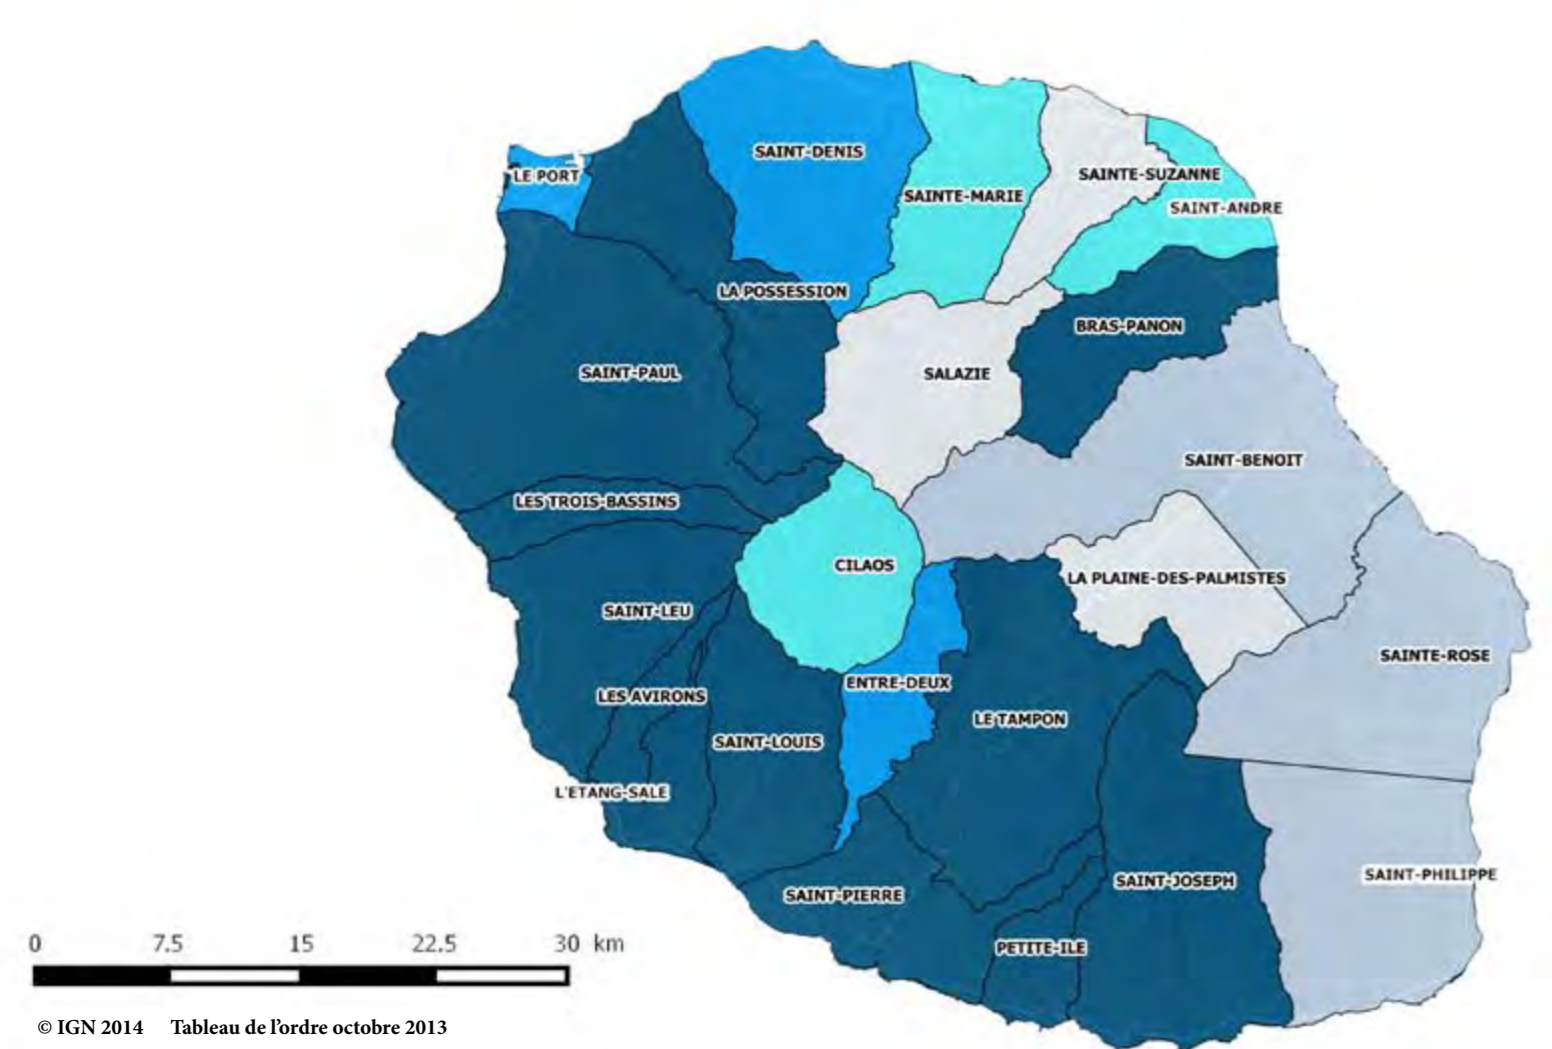 SAINT-DENIS
LE PORT
SAINTE-SUZANNE
SAINTE-MARIE
SAINT-ANDRE
LA POSSESSION
BRAS-PANON
SAINT-PAUL
SALAZIE
SAINT-BENOIT
LES TROIS-BASSINS
CILAOS
LA PLAINE-DES-PALMISTES
SAINT-LEU
SAINTE-ROSE
ENTRE-DEUX
LES AVIRONS
LE TAMPON
SAINT-LOUIS
L'ETANG-SALE
SAINT-PHILIPPE
SAINT-JOSEPH
SAINT-PIERRE
PETITE-ILE
0 7.5 15 22.5 30 km
© IGN 2014 Tableau de l'ordre octobre 2013